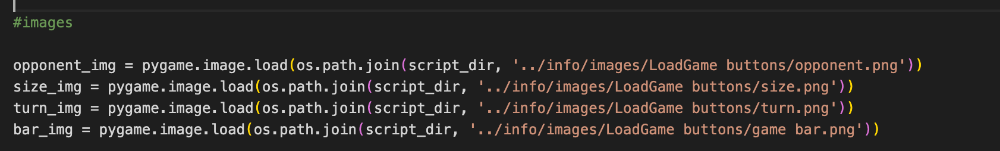 #images
opponent_img = pygame.image.load(os.path.join(script_dir, '../info/images/LoadGame buttons/opponent.png'))
size_img = pygame.image.load(os.path.join(script_dir, '../info/images/LoadGame buttons/size.png'))
turn_img = pygame.image.load(os.path.join(script_dir, '../info/images/LoadGame buttons/turn.png'))
bar_img = pygame.image.load(os.path.join(script_dir, '../info/images/LoadGame buttons/game bar.png'))